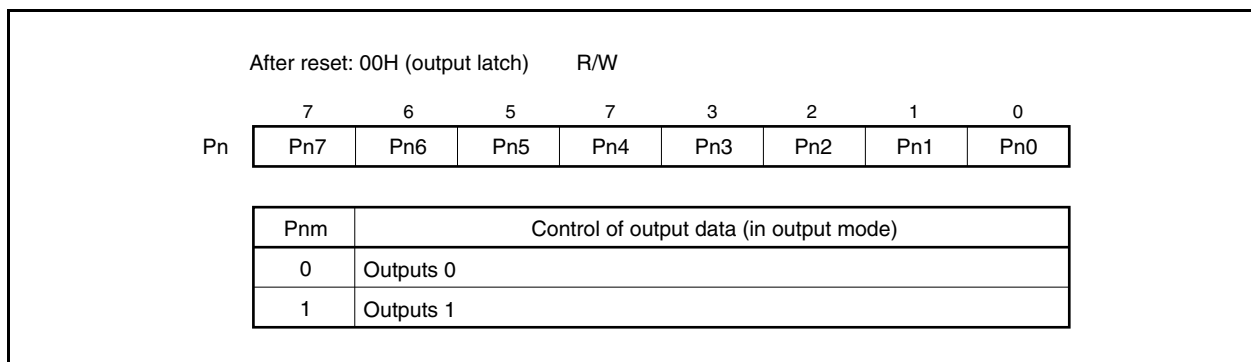 After reset: 00H (output latch) R/W
7 6 5 7 3 2 1 0
Pn Pn7 Pn6 Pn5 Pn4 Pn3 Pn2 Pn1 Pn0
Pnm Control of output data (in output mode)
0 Outputs 0
1 Outputs 1